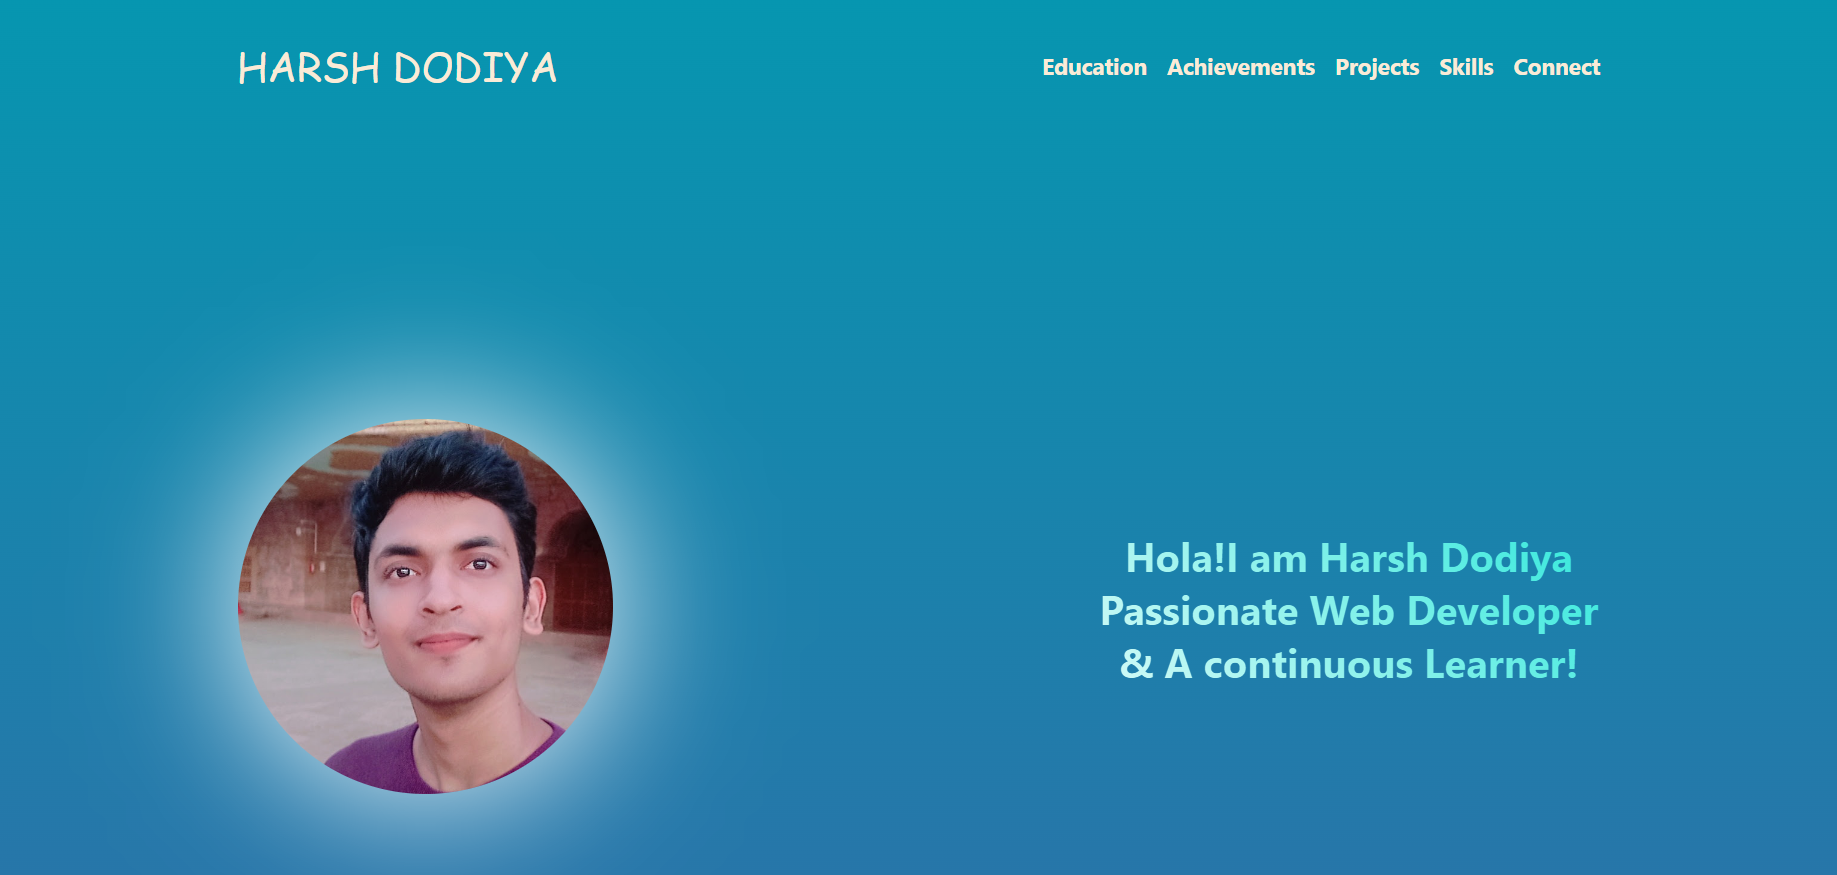 HARSH DODIYA
Education Achievements Projects Skills Connect
Hola!I am Harsh Dodiya
Passionate Web Developer
& A continuous Learner!